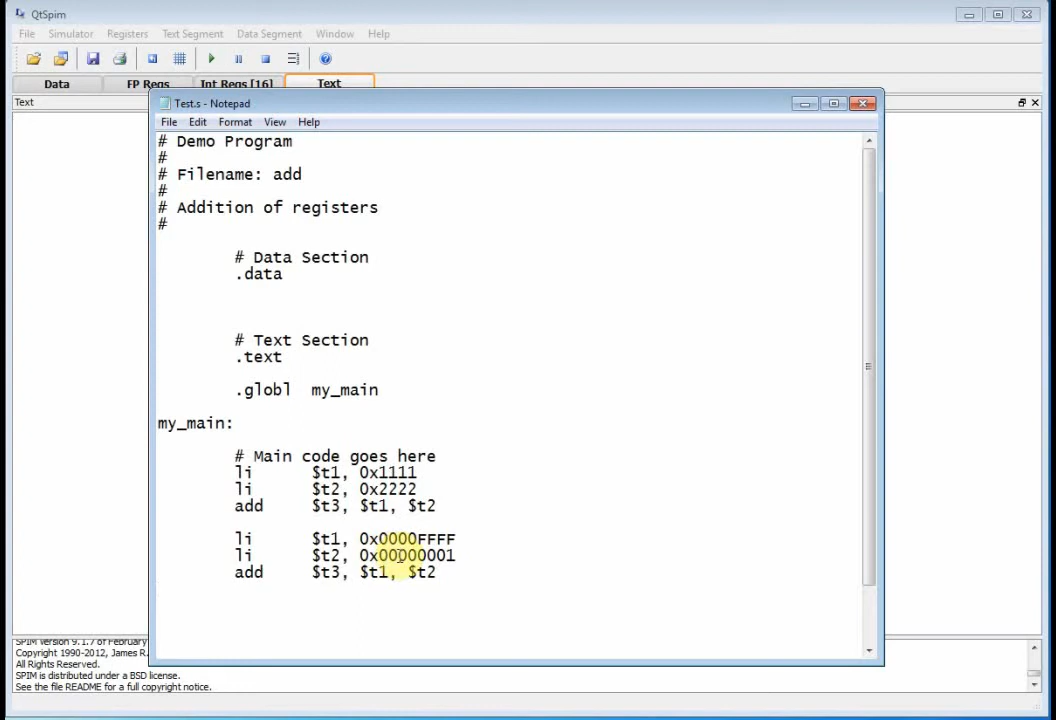 QtSpim
File Simulator Registers Text Segment Data Segment Window Help
Data FP Regs Int Regs [16] Text
Text
Test.s - Notepad
File Edit Format View Help
# Demo Program
#
# Filename: add
#
# Addition of registers
#
# Data Section
.data
# Text Section
.text
.globl my_main
my_main:
# Main code goes here
li $t1, 0x1111
li $t2, 0x2222
add $t3, $t1, $t2
li $t1, 0x0000FFFF
li $t2, 0x00000001
add $t3, $t1, $t2
SPIM Version 9.1.7 of February
Copyright 1990-2012, James R.
All Rights Reserved.
SPIM is distributed under a BSD license.
See the file README for a full copyright notice.